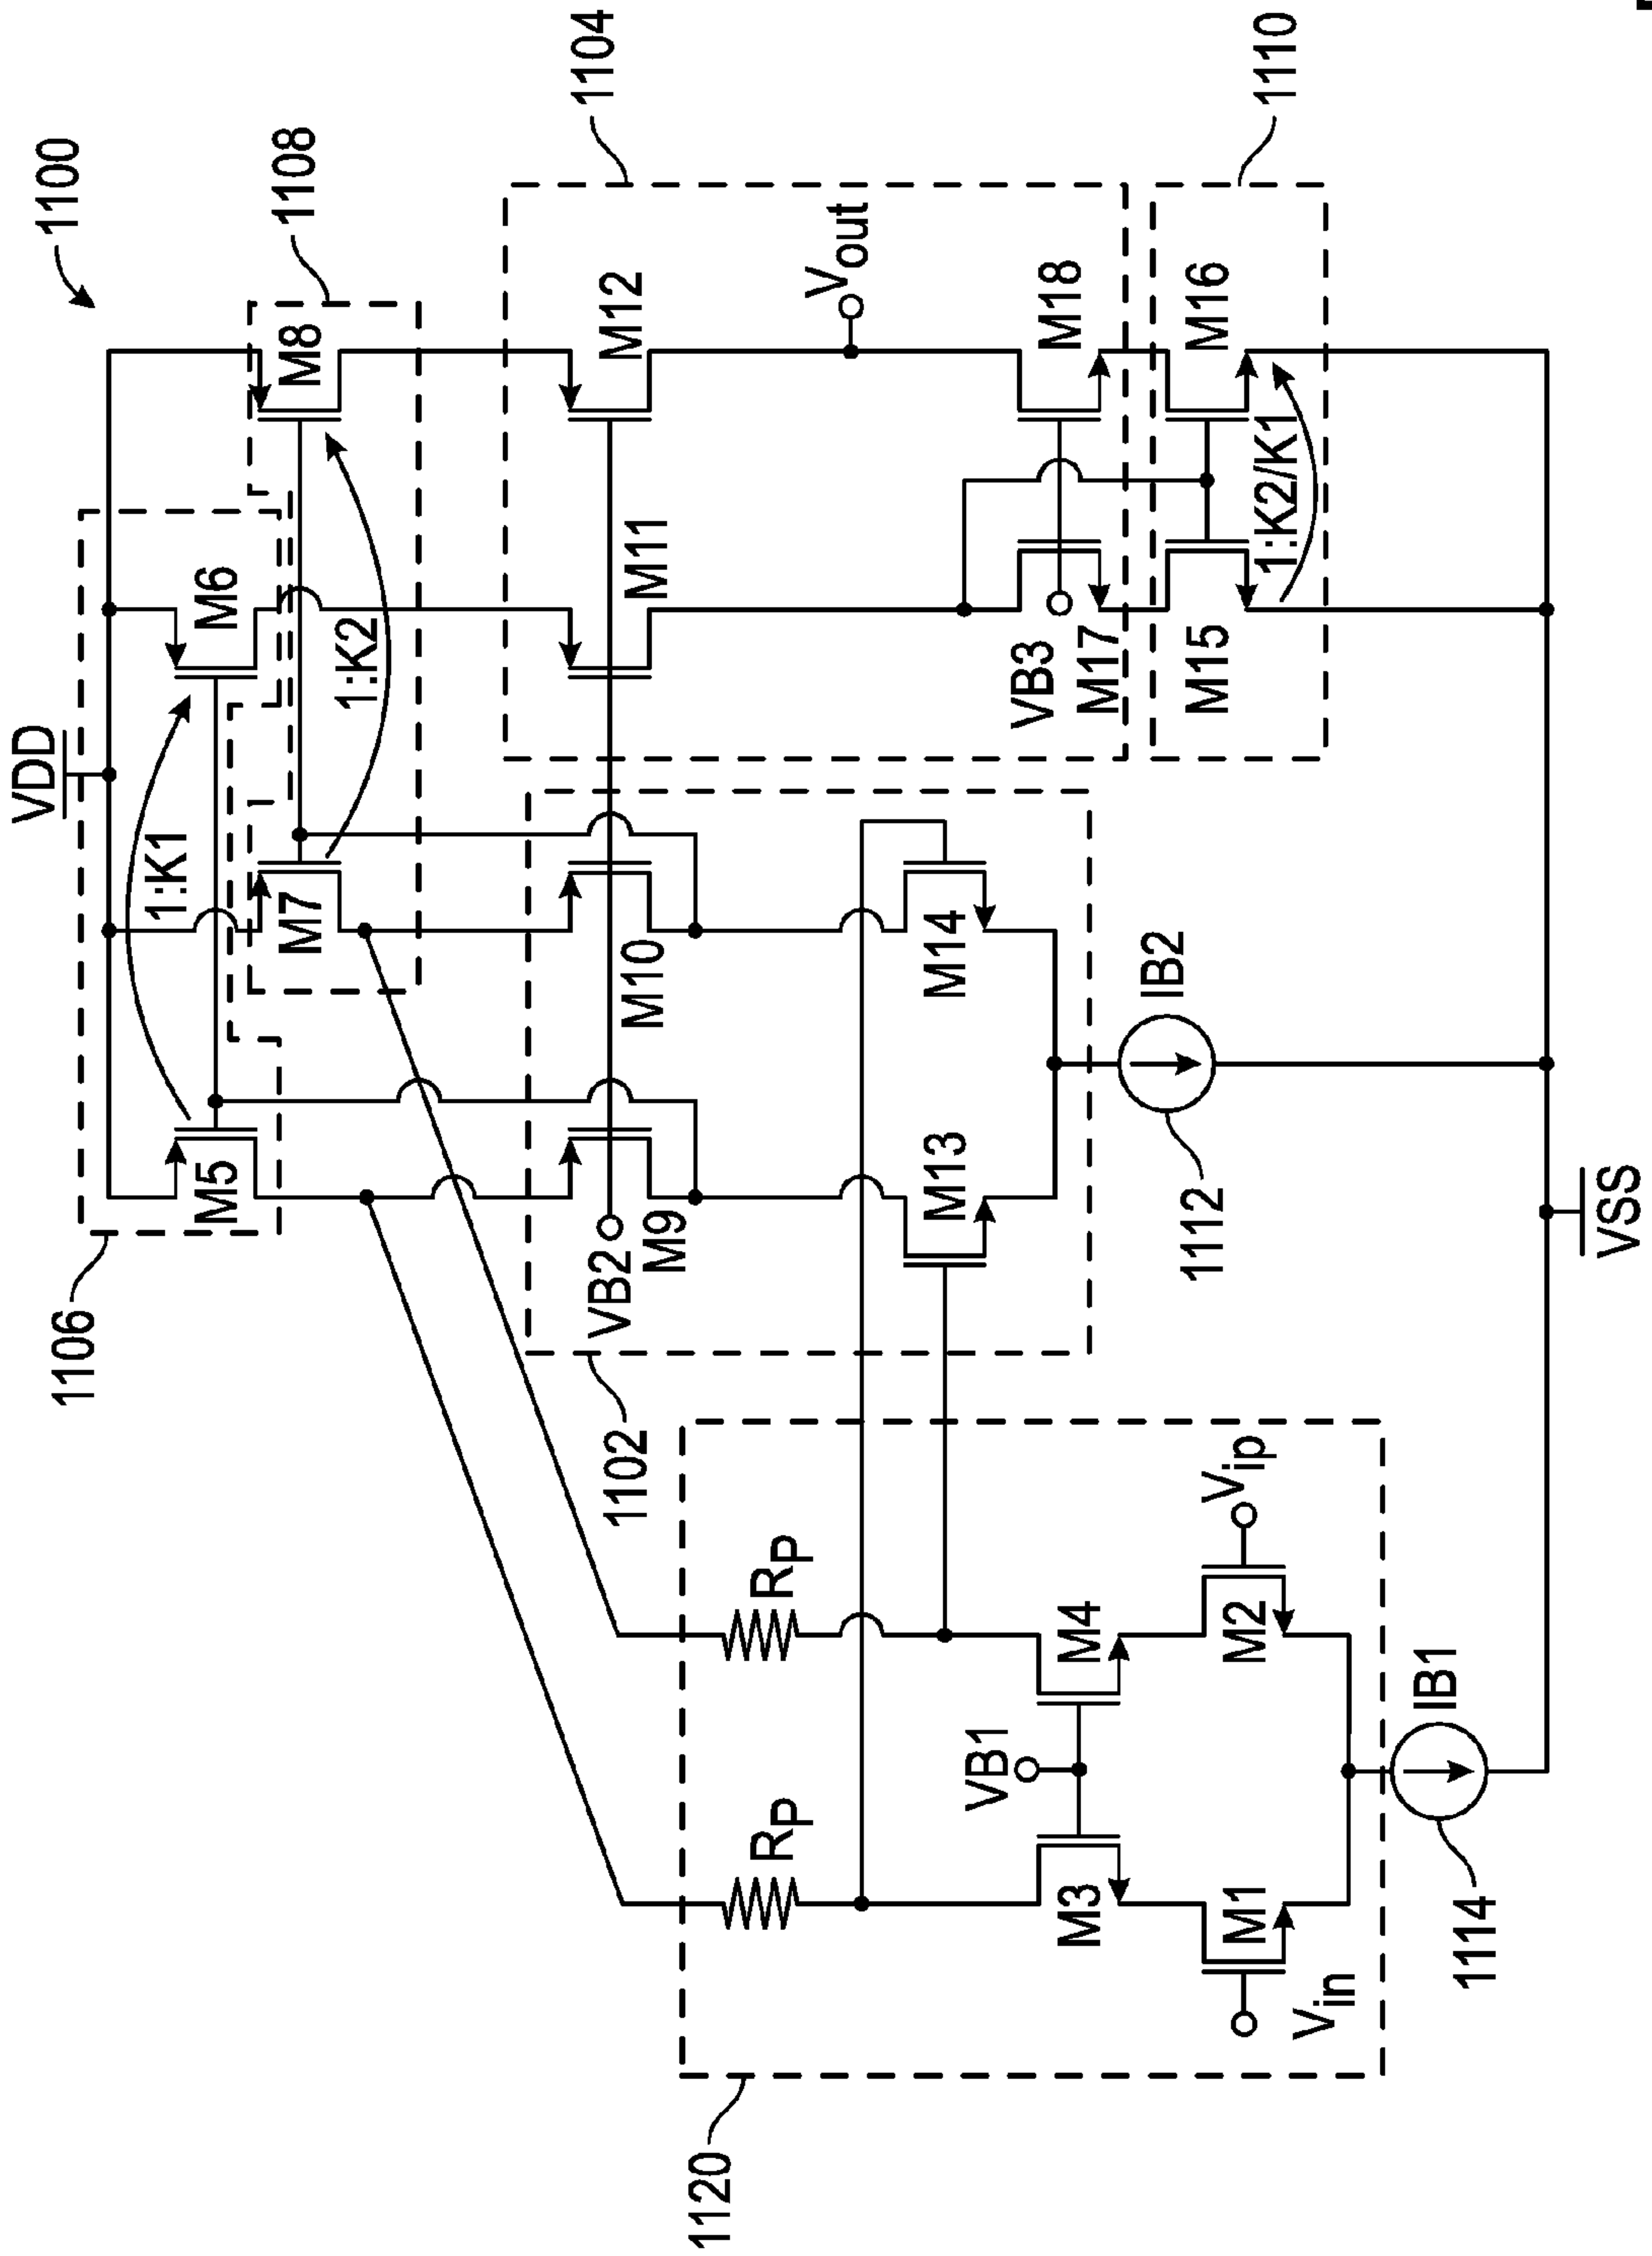 1100
VDD
1106
1:K1
M6
M8
1108
M5
M7
1:K2
1104
VB2
M9
M10
M11
M12
Vout
1102
RP
RP
VB3
M17
M18
M13
M14
1110
VB1
M3
M4
M15
M16
1:K2/K1
1112
IB2
Vin
M1
M2
Vip
1120
IB1
1114
VSS